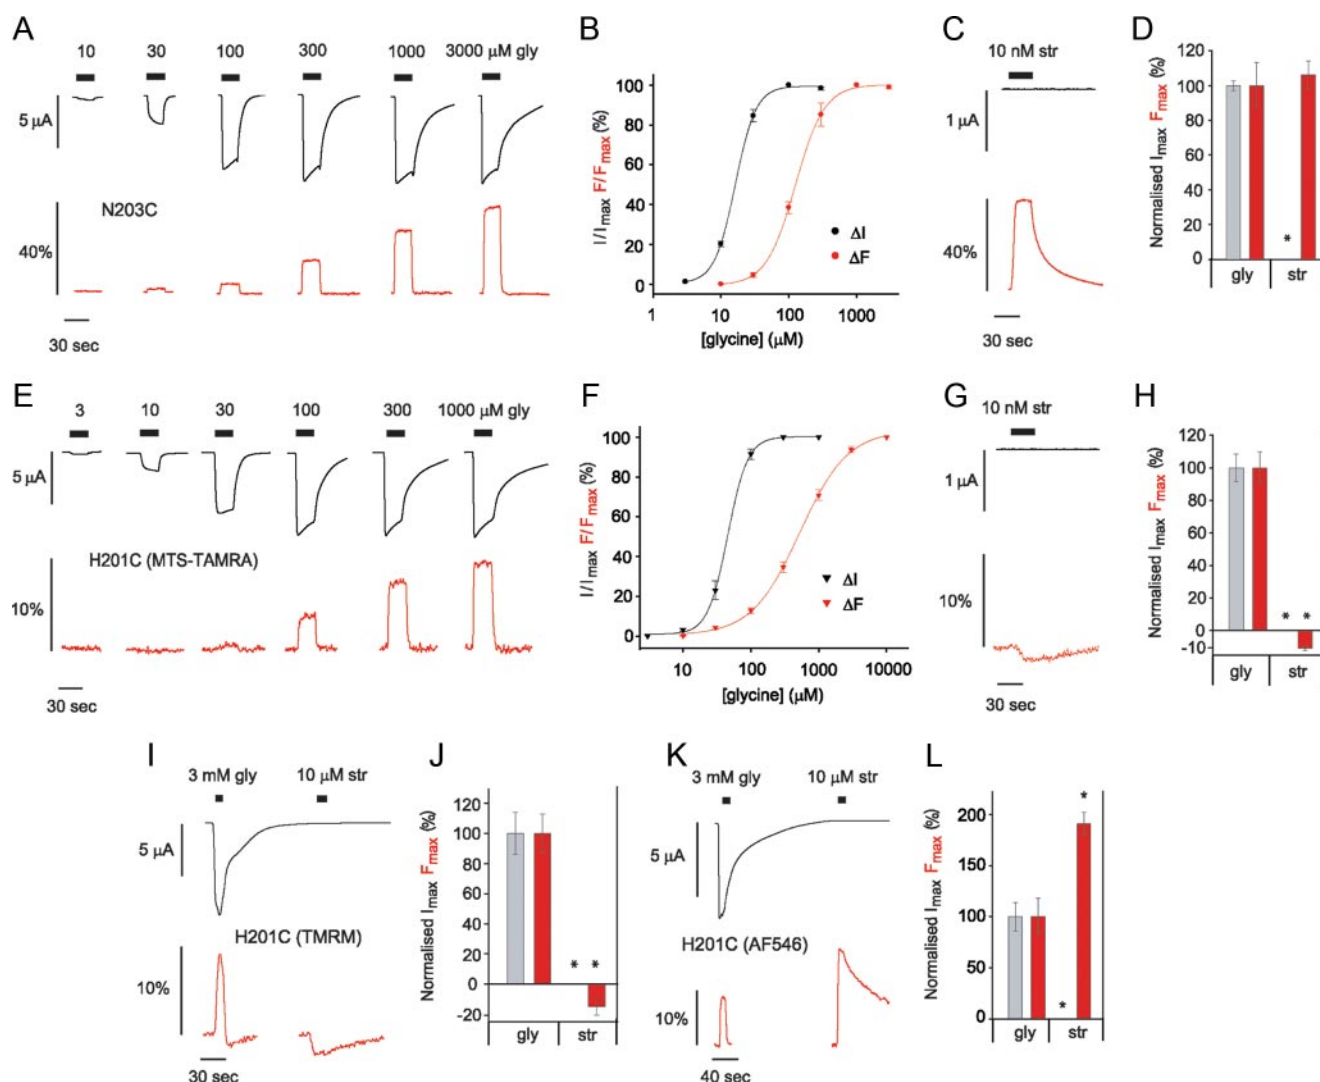 A
10 30 100 300 1000 3000 μM gly
5 μA
N203C
40%
30 sec
B
I/Imax F/Fmax (%)
100
80
60
40
20
0
ΔI
ΔF
1 10 100 1000
[glycine] (μM)
C
10 nM str
1 μA
40%
30 sec
D
Normalised Imax Fmax (%)
120
100
80
60
40
20
0
*
gly str
E
3 10 30 100 300 1000 μM gly
5 μA
H201C (MTS-TAMRA)
10%
30 sec
F
I/Imax F/Fmax (%)
100
80
60
40
20
0
ΔI
ΔF
10 100 1000 10000
[glycine] (μM)
G
10 nM str
1 μA
10%
30 sec
H
Normalised Imax Fmax (%)
120
100
80
60
40
20
0
-10
* *
gly str
I
3 mM gly 10 μM str
5 μA
H201C (TMRM)
10%
30 sec
J
Normalised Imax Fmax (%)
120
100
80
60
40
20
0
-20
* *
gly str
K
3 mM gly 10 μM str
5 μA
H201C (AF546)
10%
40 sec
L
Normalised Imax Fmax (%)
200
150
100
50
0
*
*
gly str